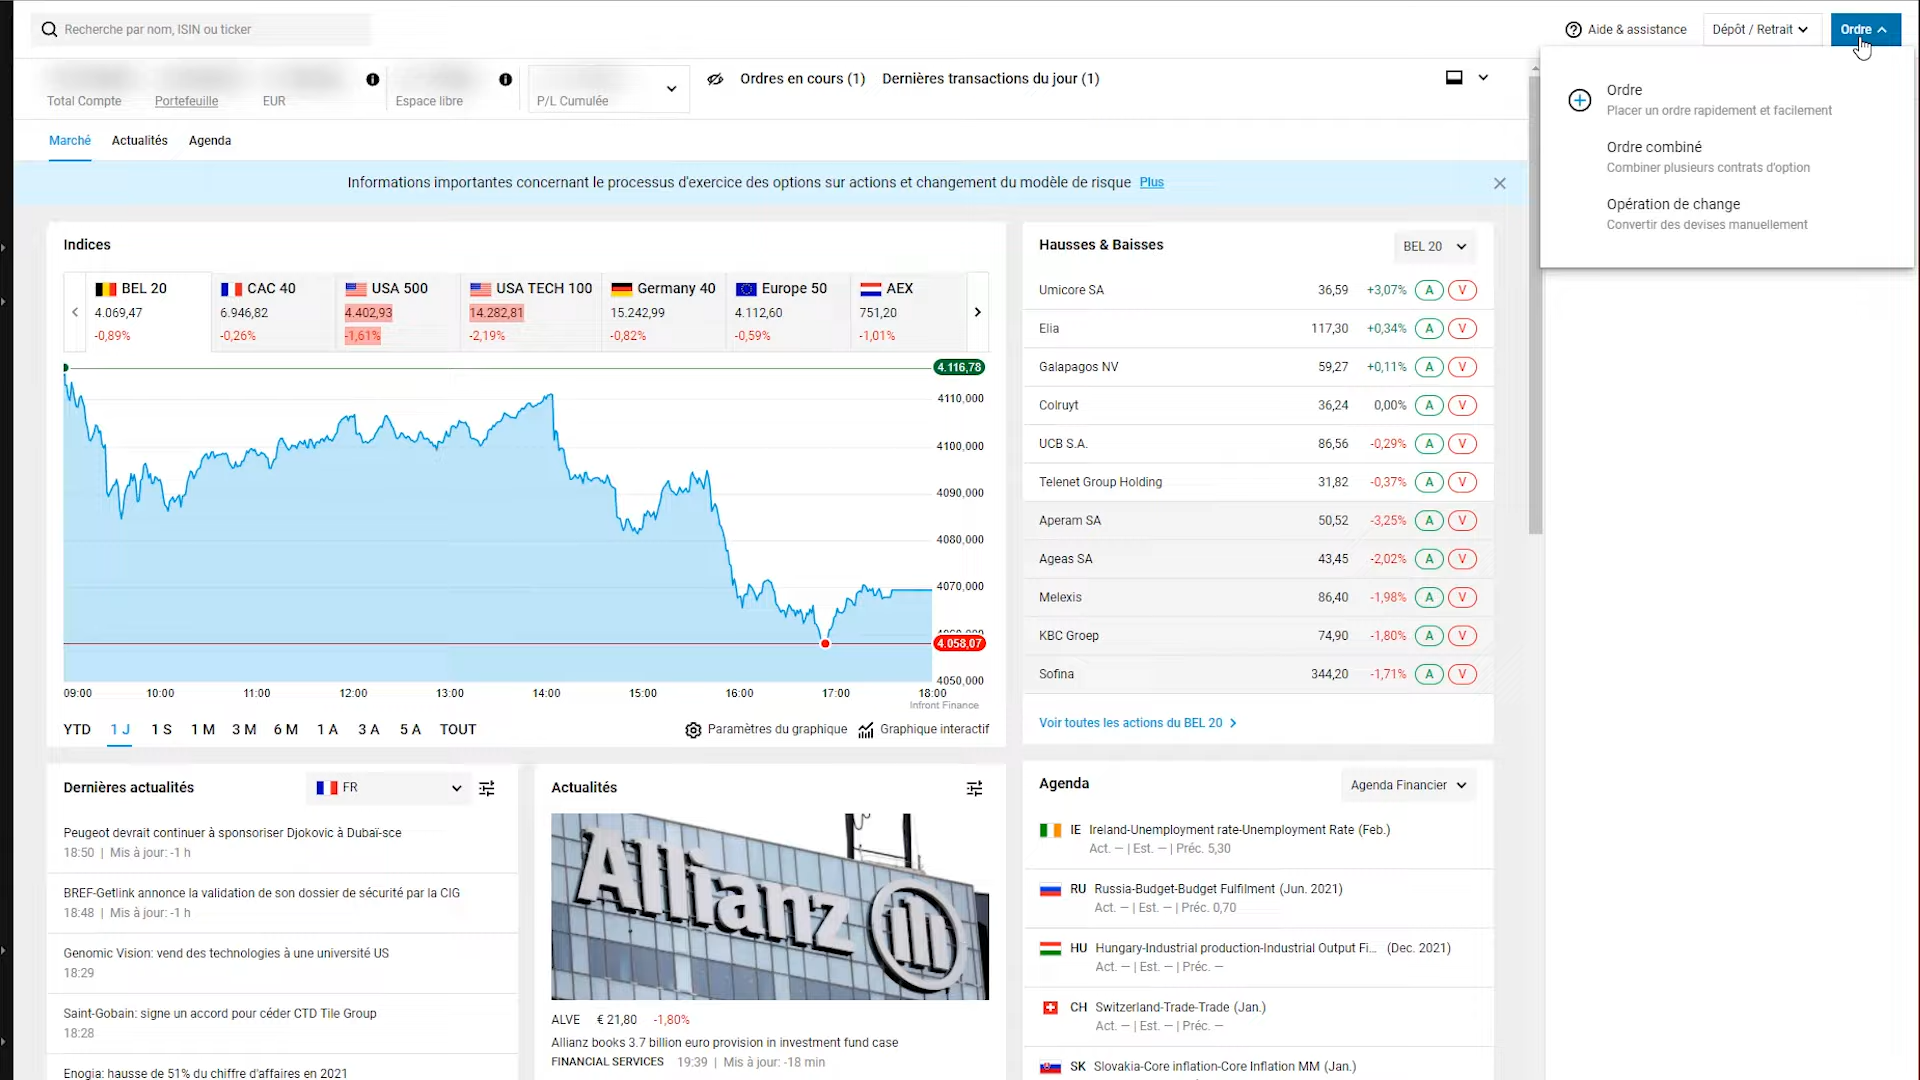 Recherche par nom, ISIN ou ticker
Aide & assistance
Dépôt / Retrait
Ordre
Total Compte
Portefeuille
EUR
Espace libre
P/L Cumulée
Ordres en cours (1)
Dernières transactions du jour (1)
Ordre
Placer un ordre rapidement et facilement
Ordre combiné
Combiner plusieurs contrats d'option
Opération de change
Convertir des devises manuellement
Marché
Actualités
Agenda
Informations importantes concernant le processus d'exercice des options sur actions et changement du modèle de risque Plus
Indices
BEL 20
4.069,47
-0,89%
CAC 40
6.946,82
-0,26%
USA 500
4.402,93
-1,61%
USA TECH 100
14.282,81
-2,19%
Germany 40
15.242,99
-0,82%
Europe 50
4.112,60
-0,59%
AEX
751,20
-1,01%
4.116,78
4110,000
4100,000
4090,000
4080,000
4070,000
4060,000
4.058,07
4050,000
09:00 10:00 11:00 12:00 13:00 14:00 15:00 16:00 17:00 18:00
Infront Finance
YTD 1 J 1 S 1 M 3 M 6 M 1 A 3 A 5 A TOUT
Paramètres du graphique
Graphique interactif
Hausses & Baisses
BEL 20
Umicore SA 36,59 +3,07% A V
Elia 117,30 +0,34% A V
Galapagos NV 59,27 +0,11% A V
Colruyt 36,24 0,00% A V
UCB S.A. 86,56 -0,29% A V
Telenet Group Holding 31,82 -0,37% A V
Aperam SA 50,52 -3,25% A V
Ageas SA 43,45 -2,02% A V
Melexis 86,40 -1,98% A V
KBC Groep 74,90 -1,80% A V
Sofina 344,20 -1,71% A V
Voir toutes les actions du BEL 20
Dernières actualités
FR
Peugeot devrait continuer à sponsoriser Djokovic à Dubaï-sce
18:50 | Mis à jour: -1 h
BREF-Getlink annonce la validation de son dossier de sécurité par la CIG
18:48 | Mis à jour: -1 h
Genomic Vision: vend des technologies à une université US
18:29
Saint-Gobain: signe un accord pour céder CTD Tile Group
18:28
Enogia: hausse de 51% du chiffre d'affaires en 2021
Actualités
Allianz
ALVE € 21,80 -1,80%
Allianz books 3.7 billion euro provision in investment fund case
FINANCIAL SERVICES 19:39 | Mis à jour: -18 min
Agenda
Agenda Financier
IE Ireland-Unemployment rate-Unemployment Rate (Feb.)
Act. — | Est. — | Préc. 5,30
RU Russia-Budget-Budget Fulfilment (Jun. 2021)
Act. — | Est. — | Préc. 0,70
HU Hungary-Industrial production-Industrial Output Fi... (Dec. 2021)
Act. — | Est. — | Préc. —
CH Switzerland-Trade-Trade (Jan.)
Act. — | Est. — | Préc. —
SK Slovakia-Core inflation-Core Inflation MM (Jan.)